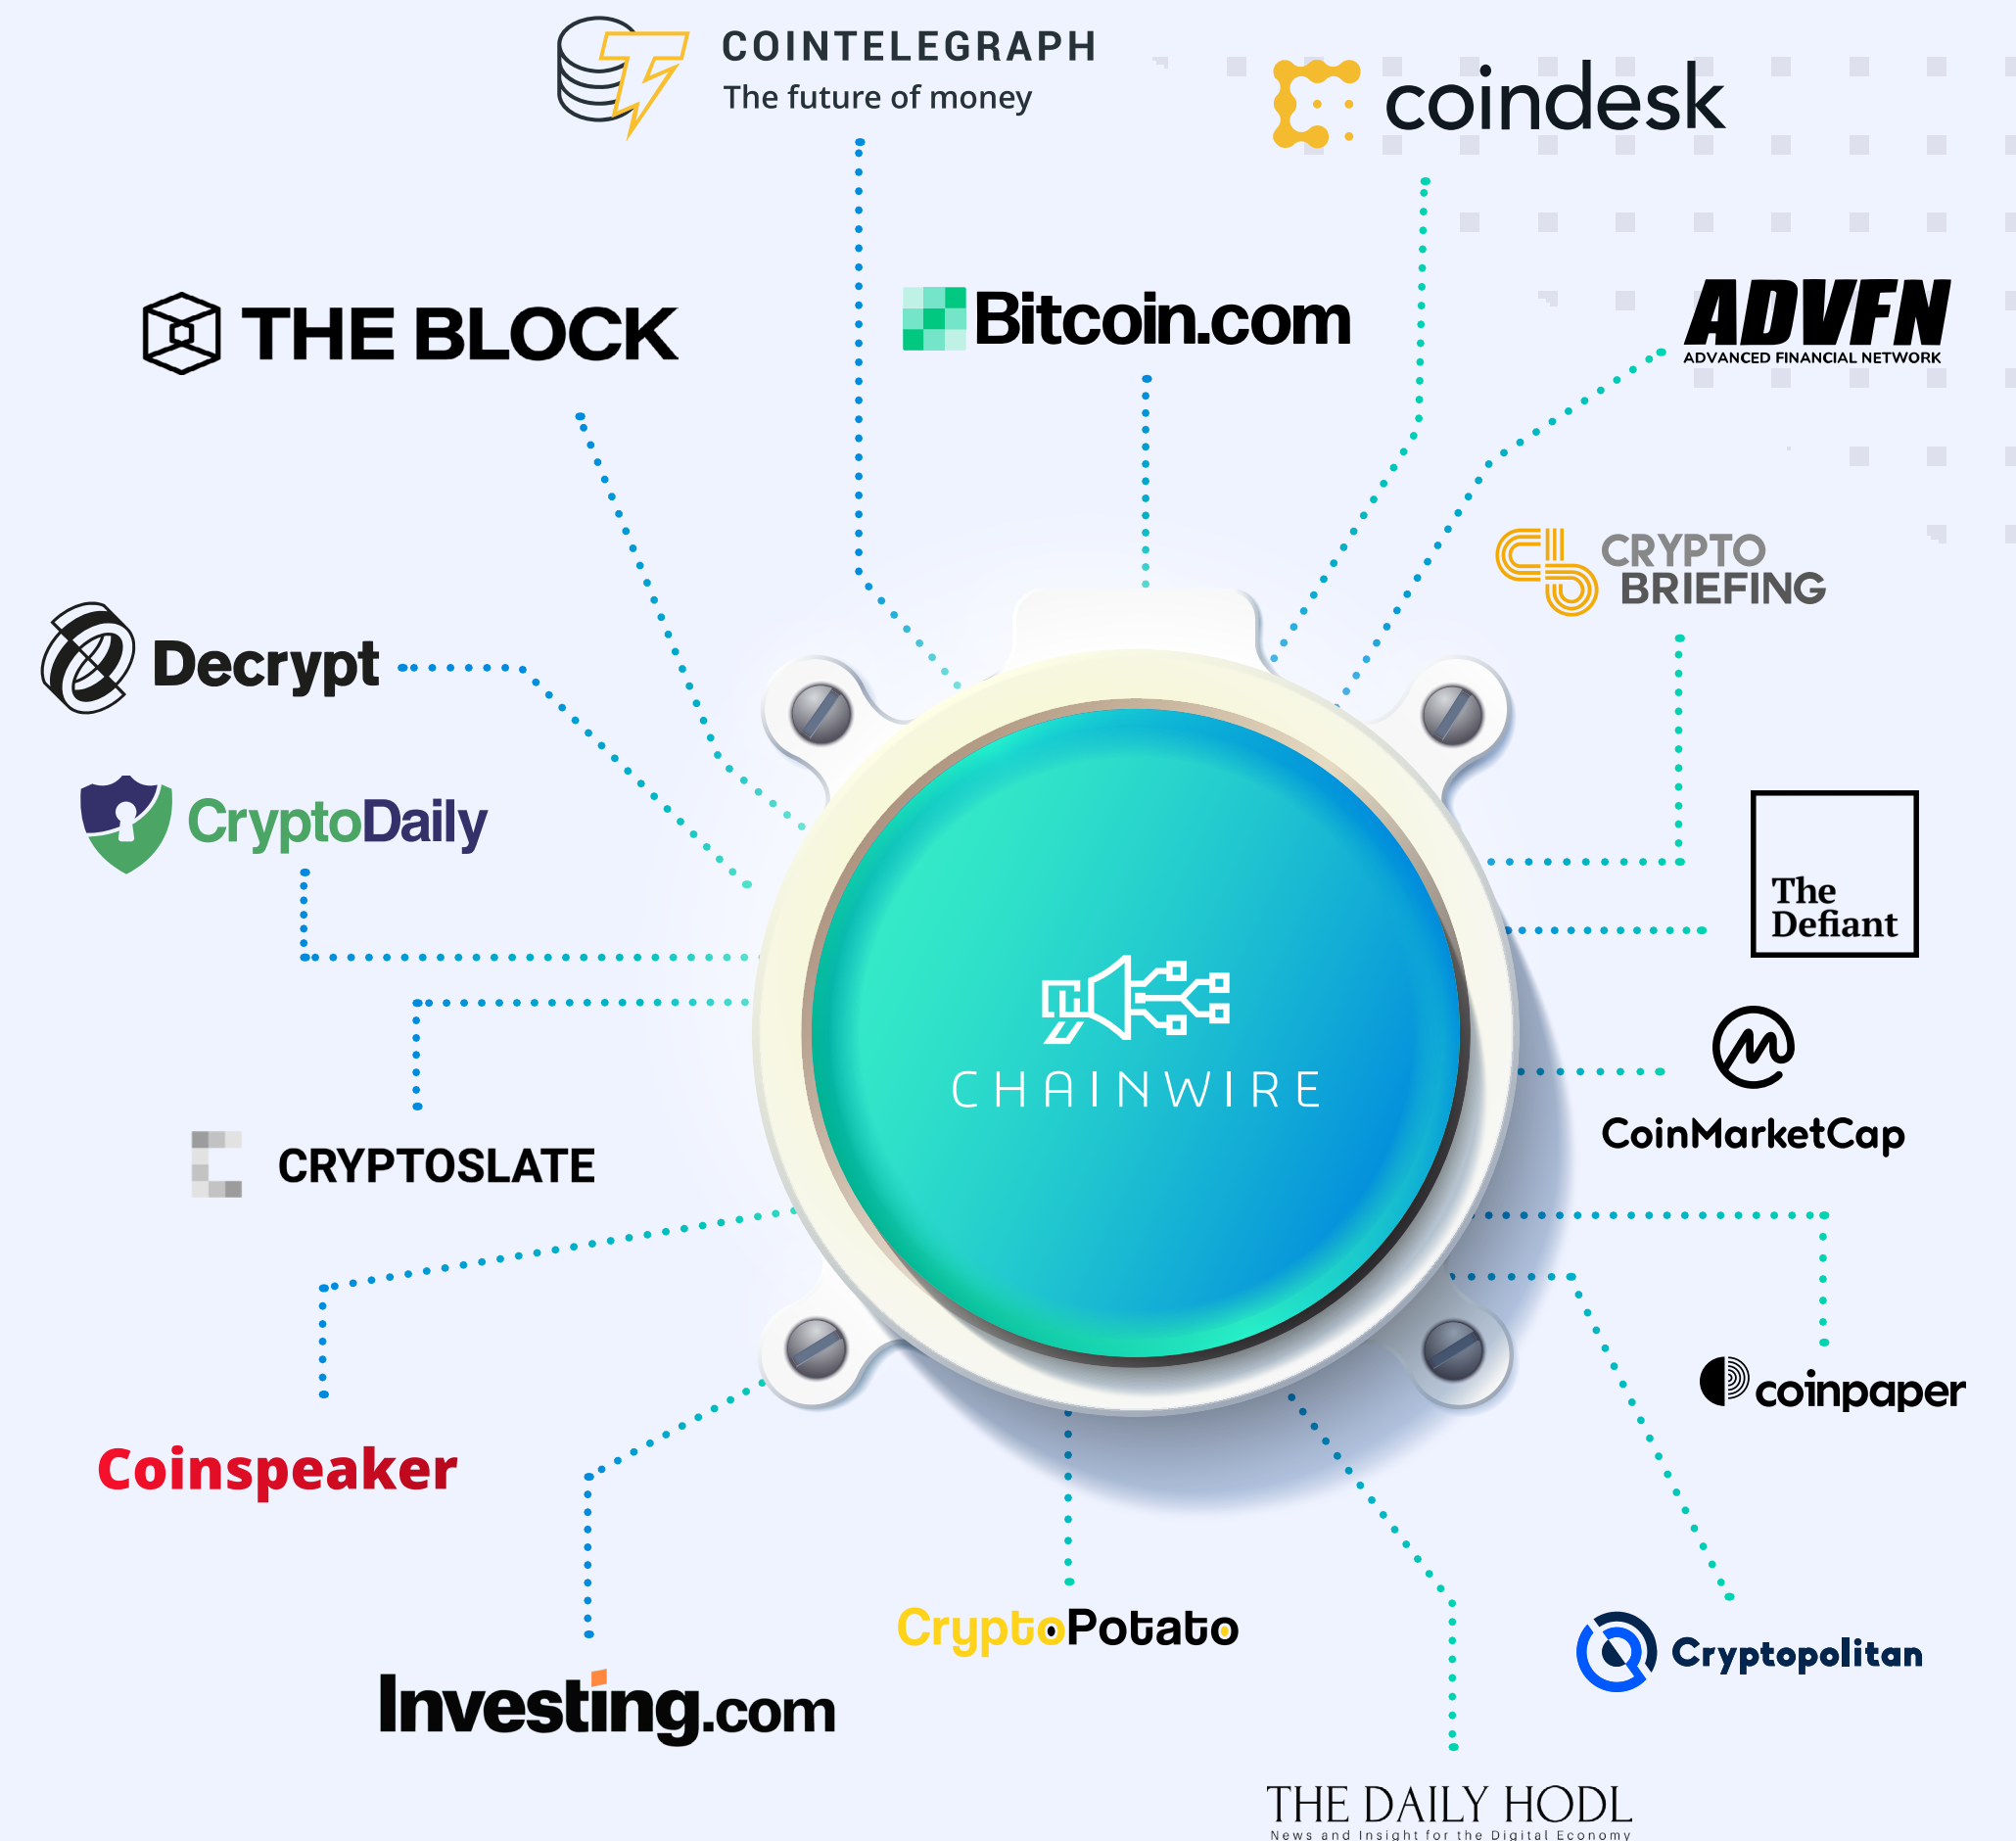 COINTELEGRAPH
The future of money
coindesk
THE BLOCK
Bitcoin.com
ADVFN
ADVANCED FINANCIAL NETWORK
CRYPTO
BRIEFING
Decrypt
CryptoDaily
The
Defiant
CHAINWIRE
CoinMarketCap
CRYPTOSLATE
coinpaper
Coinspeaker
CryptoPotato
Cryptopolitan
Investing.com
THE DAILY HODL
News and Insight for the Digital Economy